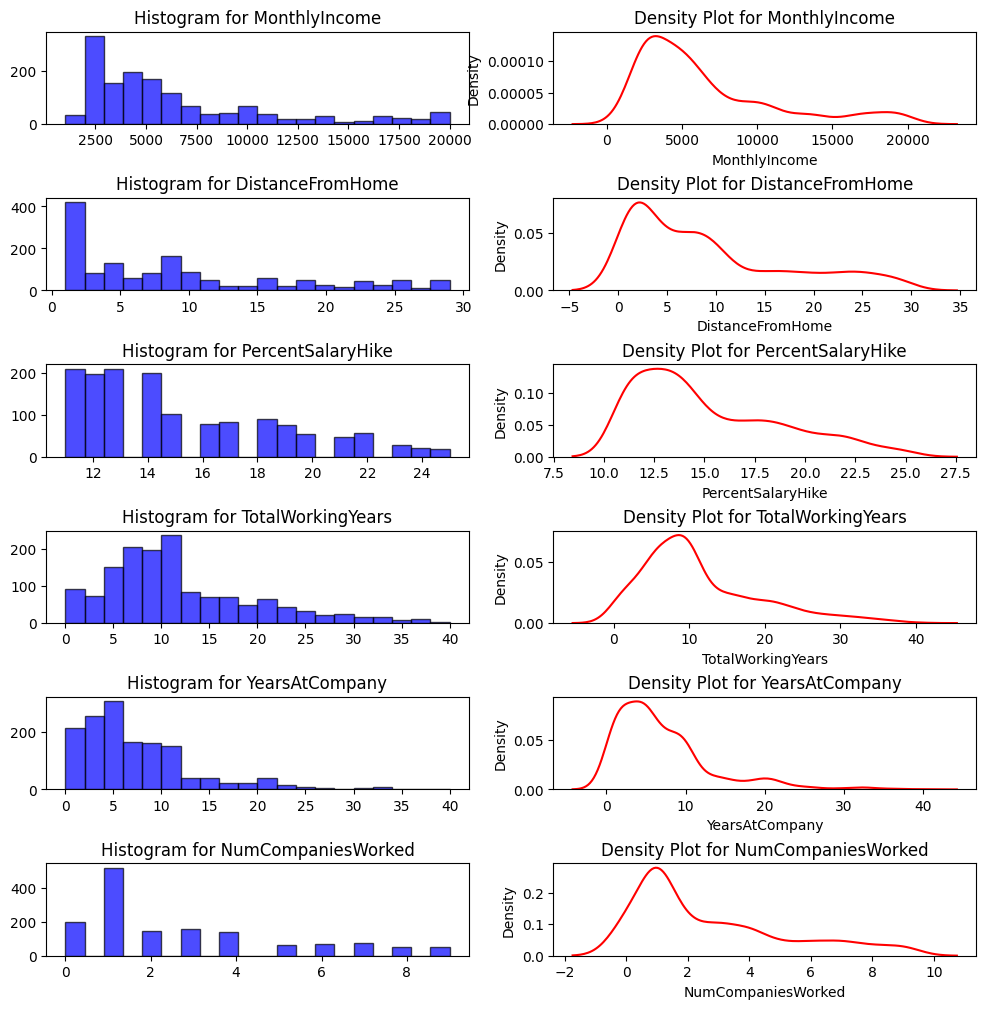 Histogram for MonthlyIncome
200
0
2500 5000 7500 10000 12500 15000 17500 20000
Density Plot for MonthlyIncome
Density
0.00010
0.00005
0.00000
0 5000 10000 15000 20000
MonthlyIncome
Histogram for DistanceFromHome
400
200
0
0 5 10 15 20 25 30
Density Plot for DistanceFromHome
Density
0.05
0.00
−5 0 5 10 15 20 25 30 35
DistanceFromHome
Histogram for PercentSalaryHike
200
100
0
12 14 16 18 20 22 24
Density Plot for PercentSalaryHike
Density
0.10
0.05
0.00
7.5 10.0 12.5 15.0 17.5 20.0 22.5 25.0 27.5
PercentSalaryHike
Histogram for TotalWorkingYears
200
100
0
0 5 10 15 20 25 30 35 40
Density Plot for TotalWorkingYears
Density
0.05
0.00
0 10 20 30 40
TotalWorkingYears
Histogram for YearsAtCompany
200
0
0 5 10 15 20 25 30 35 40
Density Plot for YearsAtCompany
Density
0.05
0.00
0 10 20 30 40
YearsAtCompany
Histogram for NumCompaniesWorked
400
200
0
0 2 4 6 8
Density Plot for NumCompaniesWorked
Density
0.2
0.1
0.0
−2 0 2 4 6 8 10
NumCompaniesWorked